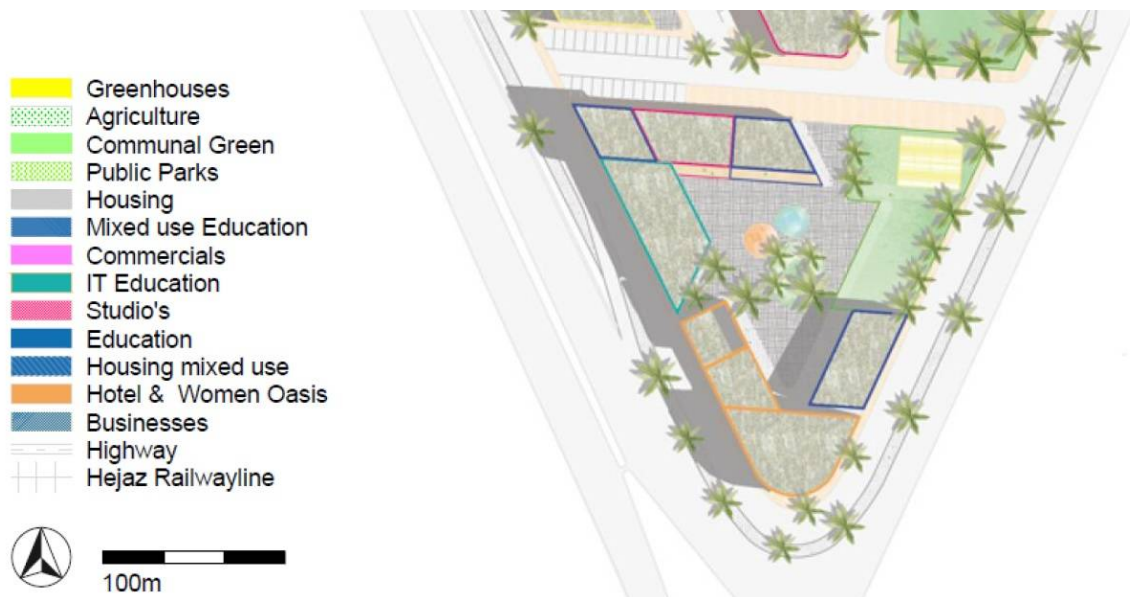 Greenhouses
Agriculture
Communal Green
Public Parks
Housing
Mixed use Education
Commercials
IT Education
Studio's
Education
Housing mixed use
Hotel & Women Oasis
Businesses
Highway
Hejaz Railwayline
100m